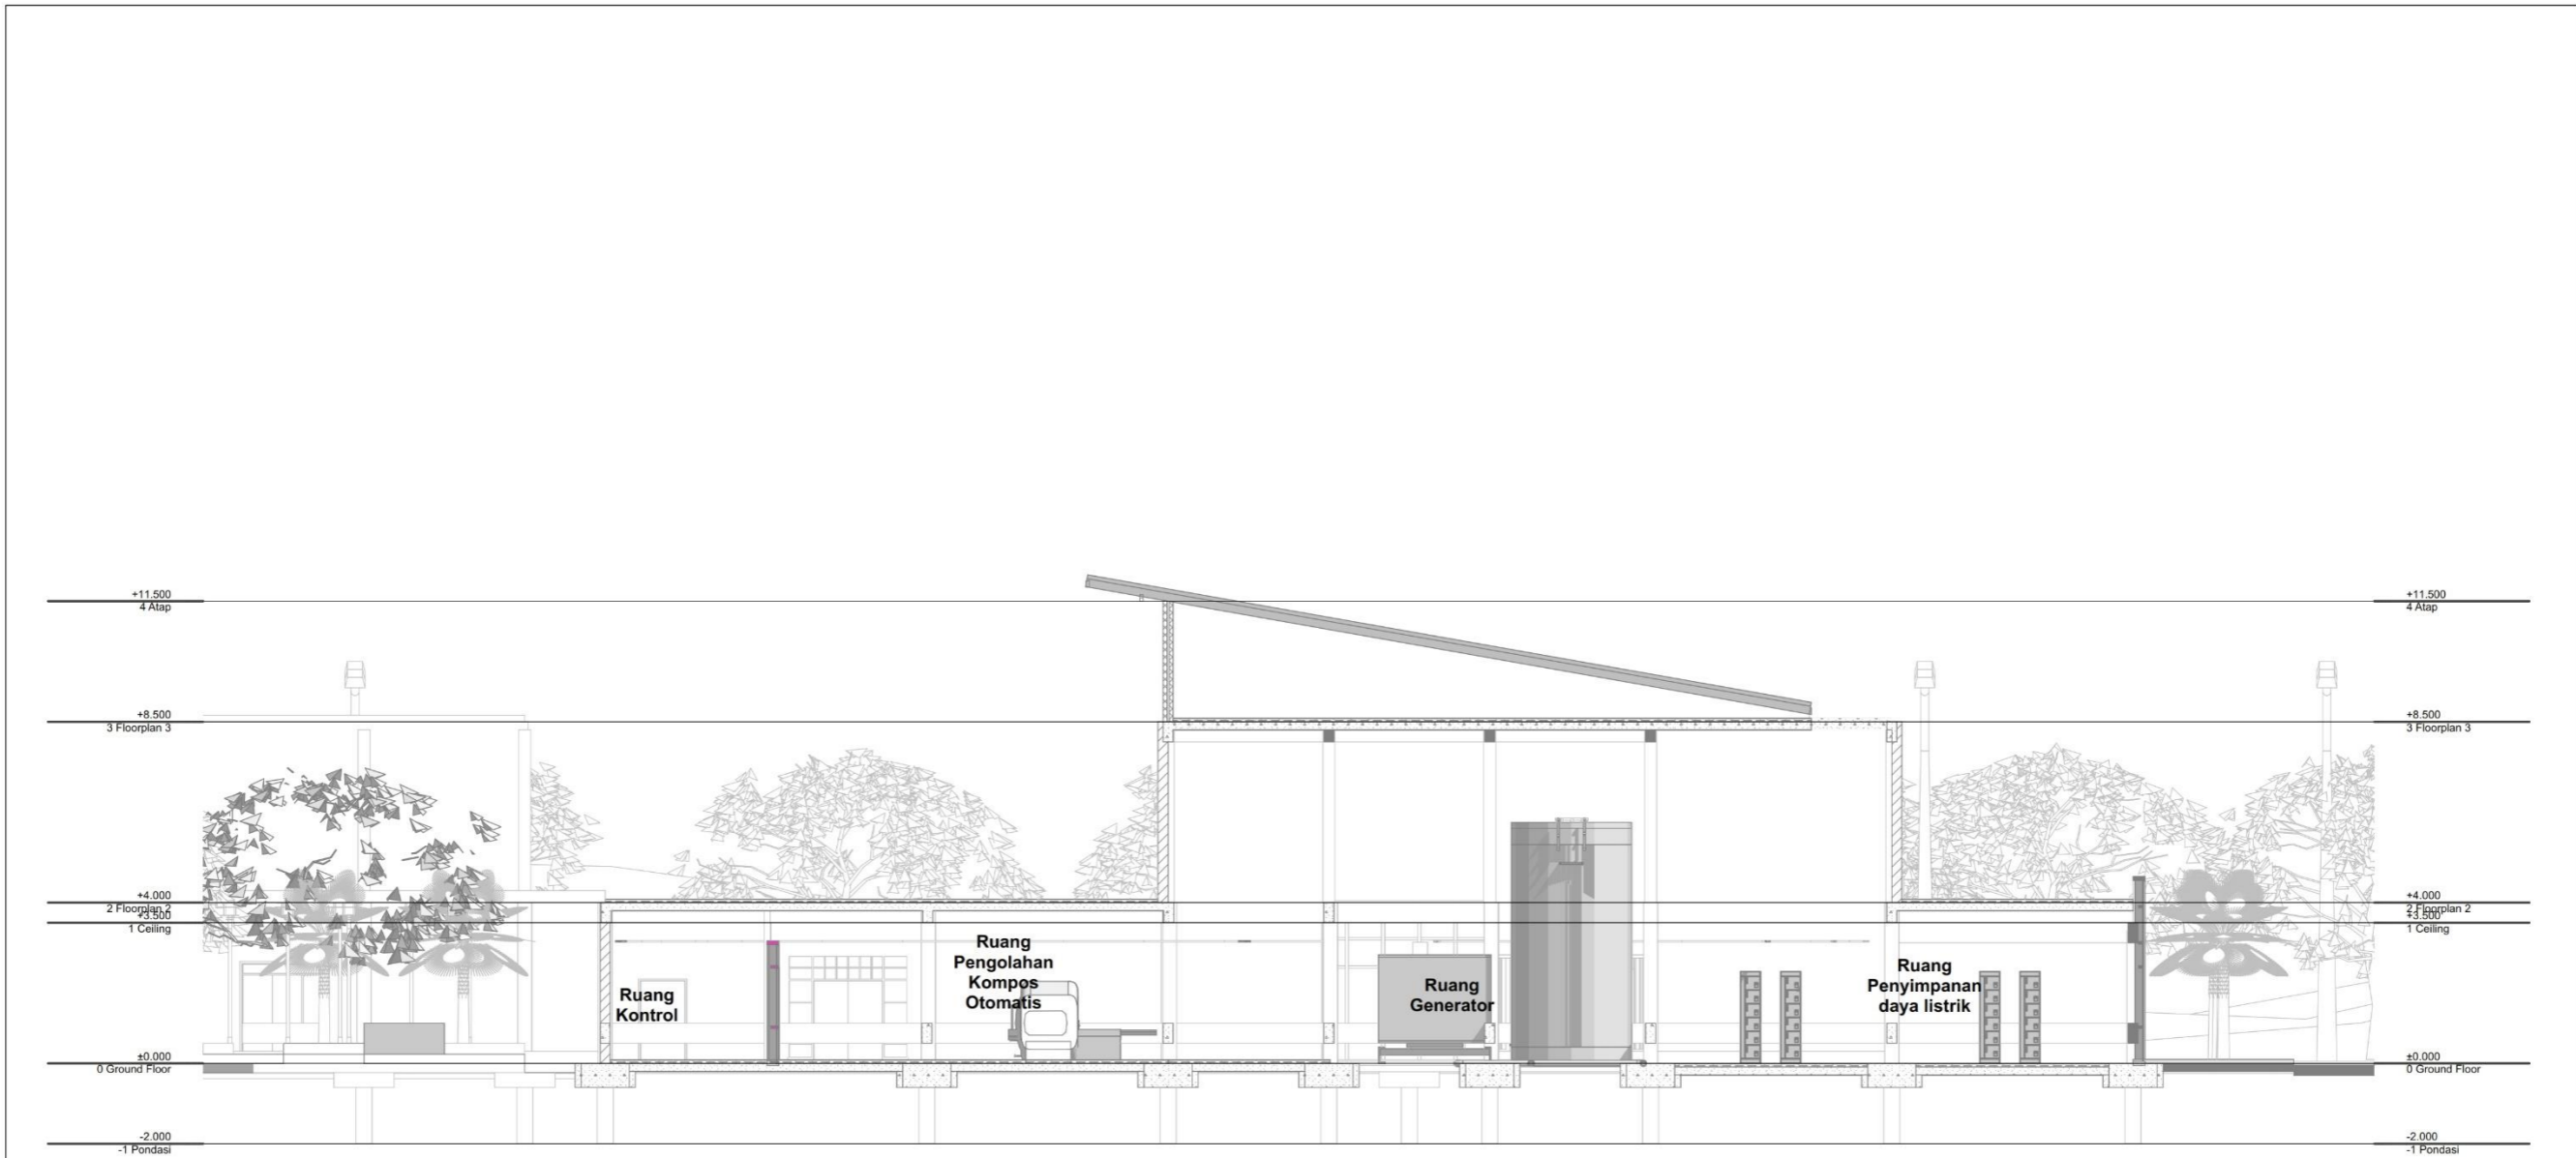 +11.500
4 Atap
+11.500
4 Atap
+8.500
3 Floorplan 3
+8.500
3 Floorplan 3
+4.000
2 Floorplan 2
+3.500
1 Ceiling
+4.000
2 Floorplan 2
+3.500
1 Ceiling
Ruang
Kontrol
Ruang
Pengolahan
Kompos
Otomatis
Ruang
Generator
Ruang
Penyimpanan
daya listrik
±0.000
0 Ground Floor
±0.000
0 Ground Floor
-2.000
-1 Pondasi
-2.000
-1 Pondasi